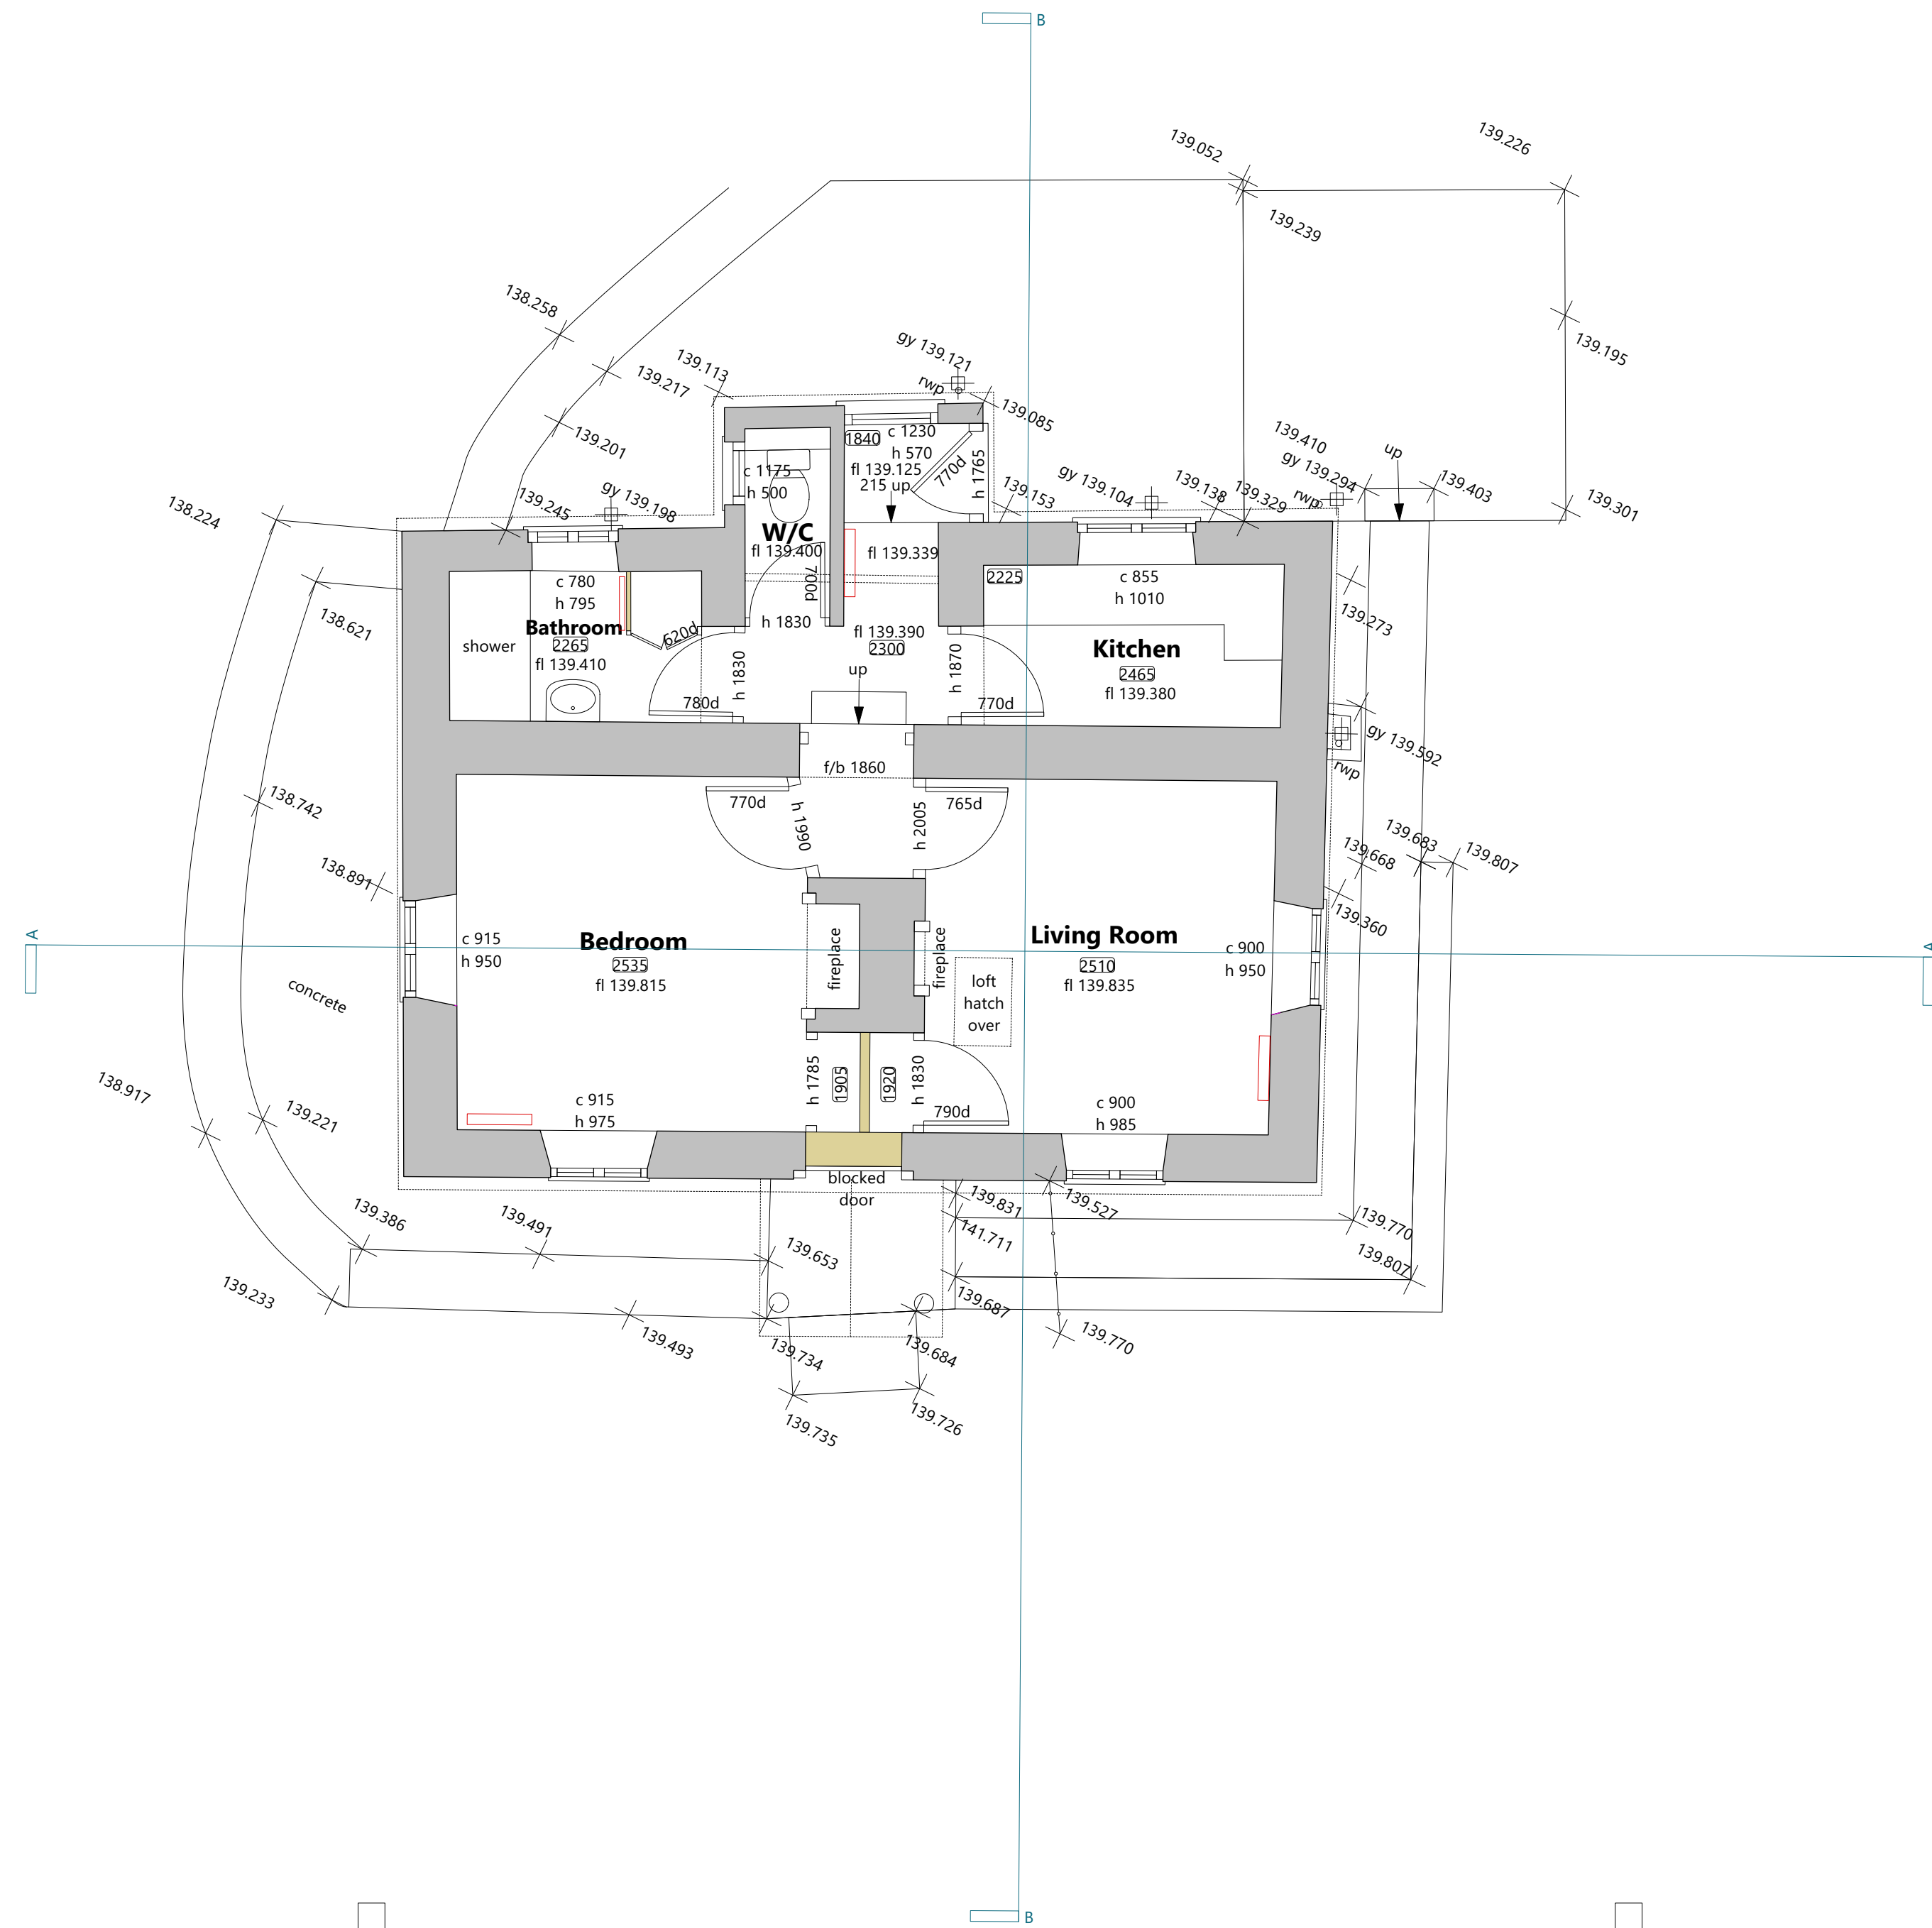 B
139.052
139.226
139.239
138.258
139.195
gy 139.121
rwp
139.113
139.217
139.085
139.201
1840
c 1230
h 570
fl 139.125
215 up
770d
h 1765
139.410
up
gy 139.294
139.403
139.301
rwp
gy 139.104
139.138
139.329
139.153
138.224
139.245
gy 139.198
c 1175
h 500
W/C
fl 139.400
700d
fl 139.339
h 1830
2225
c 855
h 1010
c 780
h 795
620d
Bathroom
2265
fl 139.410
shower
138.621
139.273
fl 139.390
2300
up
h 1830
780d
h 1870
770d
Kitchen
2465
fl 139.380
gy 139.592
rwp
f/b 1860
770d
h 1990
h 2005
765d
138.742
138.891
139.683
139.668
139.807
139.360
A
A
c 915
h 950
Bedroom
2535
fl 139.815
fireplace
fireplace
Living Room
2510
fl 139.835
c 900
h 950
loft
hatch
over
concrete
138.917
139.221
h 1785
1905
1920
h 1830
790d
c 915
h 975
c 900
h 985
blocked
door
139.386
139.491
139.653
139.831
141.711
139.527
139.770
139.807
139.233
139.493
139.687
139.734
139.684
139.770
139.735
139.726
B